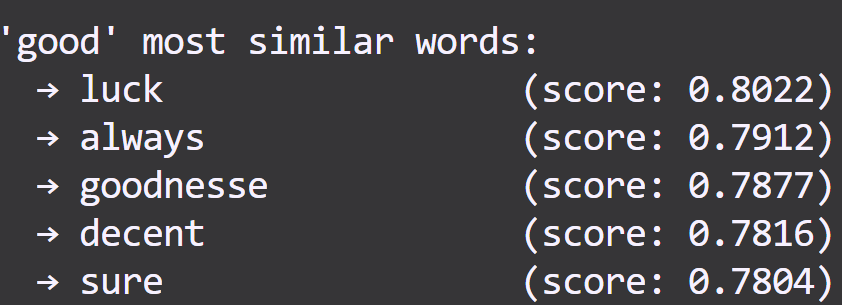 'good' most similar words:
→ luck (score: 0.8022)
→ always (score: 0.7912)
→ goodnesse (score: 0.7877)
→ decent (score: 0.7816)
→ sure (score: 0.7804)